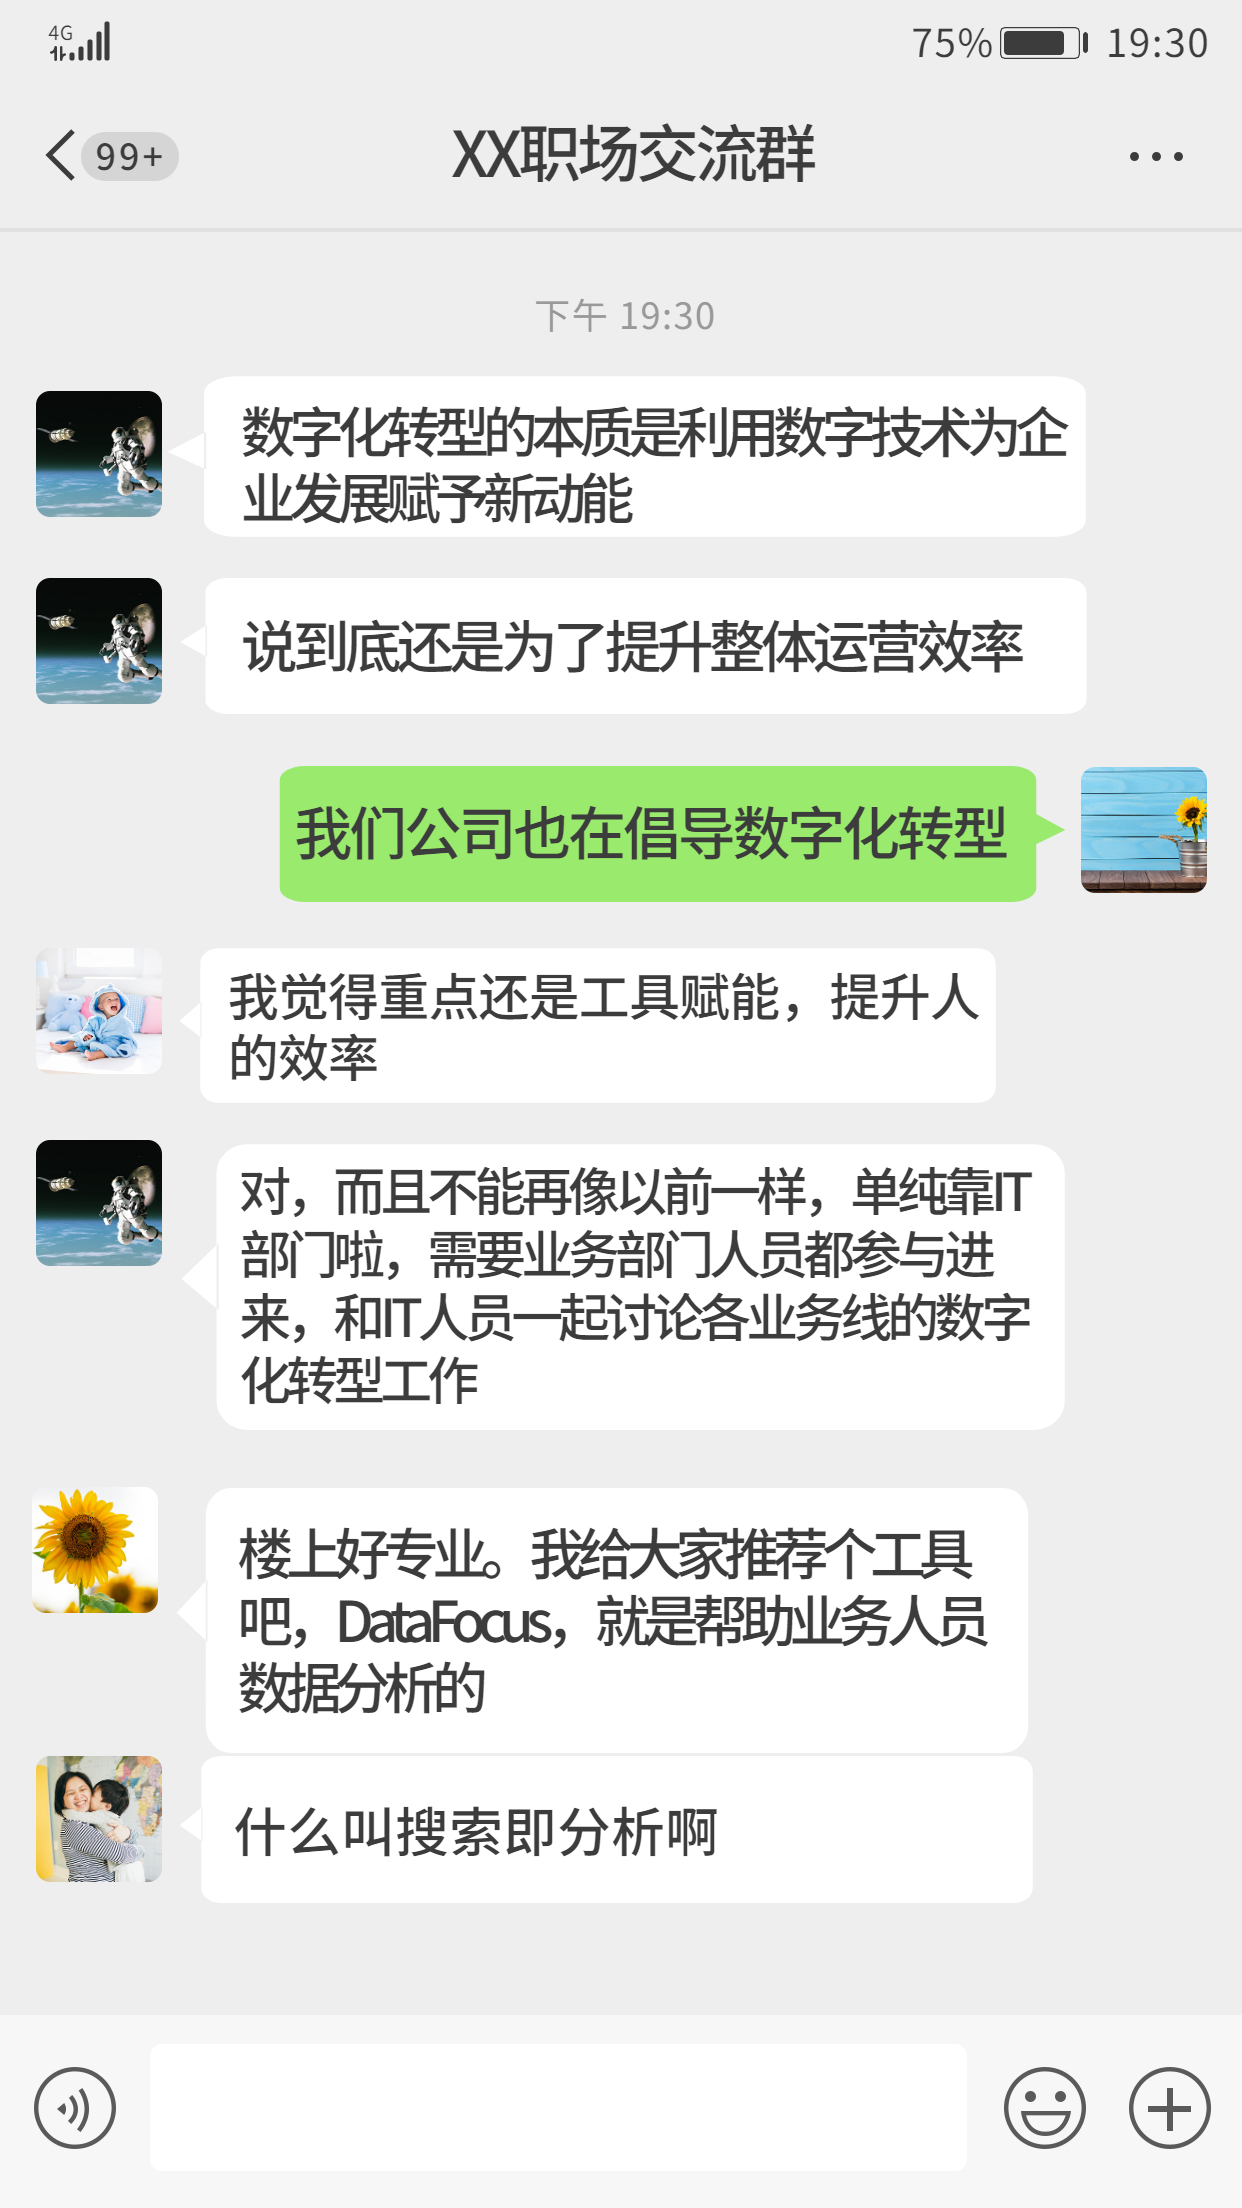 4G
75%
19:30
99+
XX职场交流群
下午 19:30
数字化转型的本质是利用数字技术为企
业发展赋予新动能
说到底还是为了提升整体运营效率
我们公司也在倡导数字化转型
我觉得重点还是工具赋能，提升人
的效率
对，而且不能再像以前一样，单纯靠IT
部门啦，需要业务部门人员都参与进
来，和IT人员一起讨论各业务线的数字
化转型工作
楼上好专业。我给大家推荐个工具
吧，DataFocus，就是帮助业务人员
数据分析的
什么叫搜索即分析啊